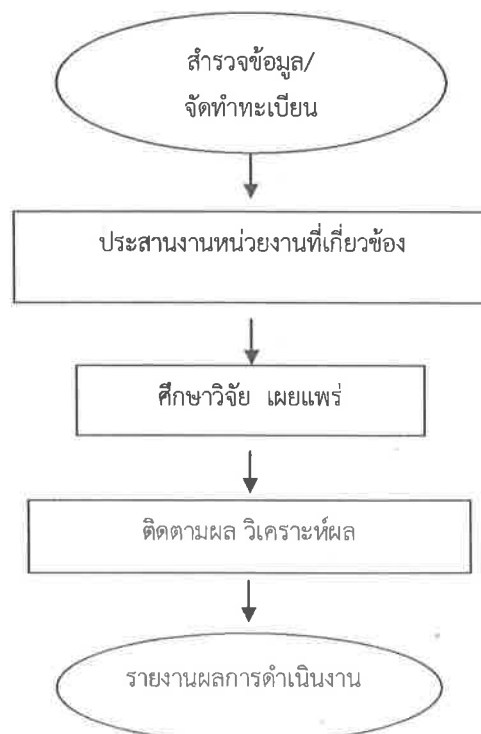 สำรวจข้อมูล/
จัดทำทะเบียน
ประสานงานหน่วยงานที่เกี่ยวข้อง
ศึกษาวิจัย เผยแพร่
ติดตามผล วิเคราะห์ผล
รายงานผลการดำเนินงาน